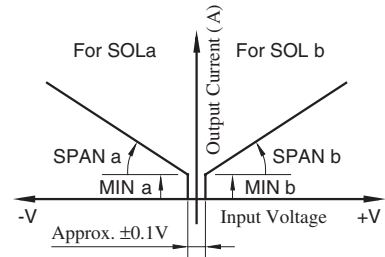 For SOLa
For SOL b
Output Current ( A )
SPAN a
SPAN b
MIN a
MIN b
-V
Input Voltage
+V
Approx. ±0.1V